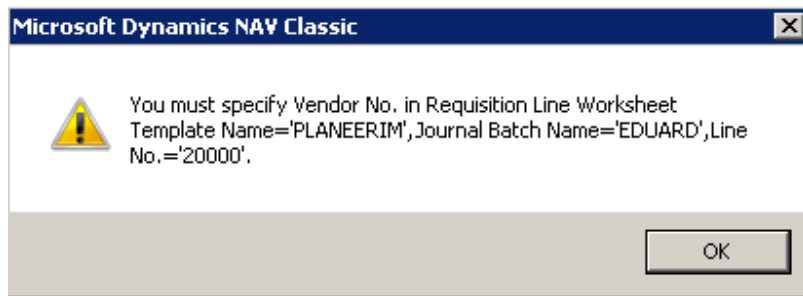 Microsoft Dynamics NAV Classic
You must specify Vendor No. in Requisition Line Worksheet
Template Name='PLANEERIM',Journal Batch Name='EDUARD',Line
No.='20000'.
OK